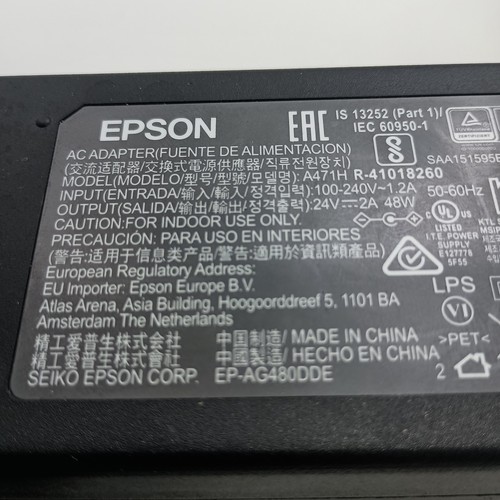 EPSON
EAC
IS 13252 (Part 1)/
IEC 60950-1
R-41018260
SAA151595E
AC ADAPTER(FUENTE DE ALIMENTACION)
(交流适配器/交換式電源供應器/직류전원장치)
MODEL(MODELO/型号/型號/모델명): A471H
INPUT(ENTRADA/输入/輸入/정격입력):100-240V~1.2A 50-60Hz
OUTPUT(SALIDA/输出/輸出/정격출력):24V 2A 48W
CAUTION:FOR INDOOR USE ONLY.
PRECAUCIÓN: PARA USO EN INTERIORES
(警告:适用于信息类产品/警告:適用於資訊類產品)
UL
LISTED
I.T.E. POWER
SUPPLY
E127778
5F55
KTL
European Regulatory Address:
EU Importer: Epson Europe B.V.
Atlas Arena, Asia Building, Hoogoorddreef 5, 1101 BA
Amsterdam The Netherlands
LPS
VI
精工爱普生株式会社 中国制造/ MADE IN CHINA
精工愛普生株式會社 中國製造/ HECHO EN CHINA
>PET<
SEIKO EPSON CORP. EP-AG480DDE
2